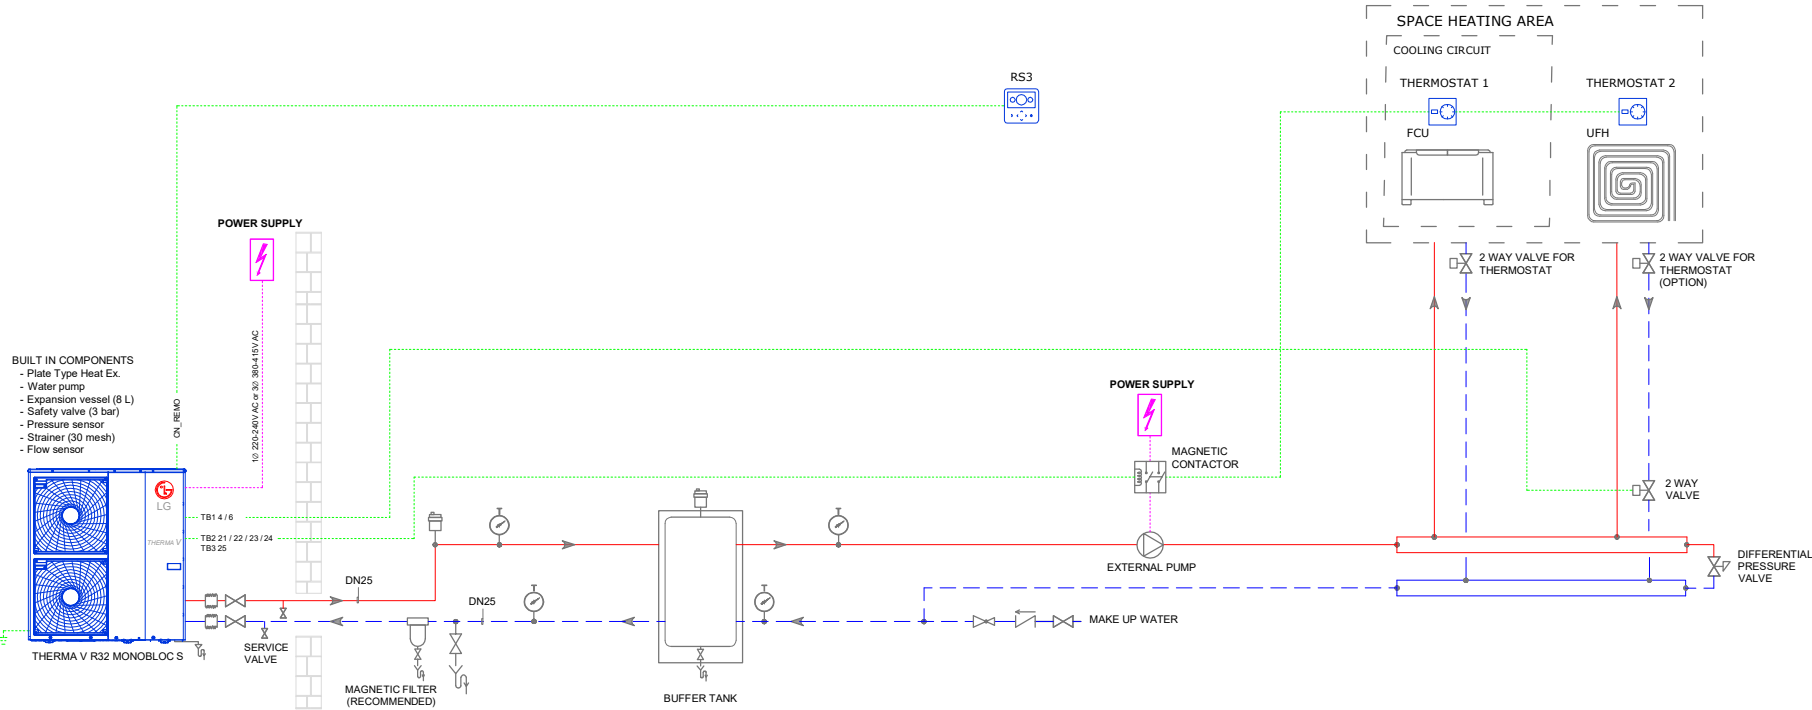 SPACE HEATING AREA
COOLING CIRCUIT
RS3
THERMOSTAT 1
THERMOSTAT 2
FCU
UFH
POWER SUPPLY
2 WAY VALVE FOR
THERMOSTAT
2 WAY VALVE FOR
THERMOSTAT
(OPTION)
1∅ 220-240V AC or 3∅ 380-415V AC
BUILT IN COMPONENTS
- Plate Type Heat Ex.
- Water pump
- Expansion vessel (8 L)
- Safety valve (3 bar)
- Pressure sensor
- Strainer (30 mesh)
- Flow sensor
CN_REMO
POWER SUPPLY
MAGNETIC
CONTACTOR
2 WAY
VALVE
LG
THERMA V
TB1 4 / 6
TB2 21 / 22 / 23 / 24
TB3 25
T
T
EXTERNAL PUMP
DIFFERENTIAL
PRESSURE
VALVE
DN25
DN25
T
T
MAKE UP WATER
SERVICE
VALVE
THERMA V R32 MONOBLOC S
MAGNETIC FILTER
(RECOMMENDED)
BUFFER TANK